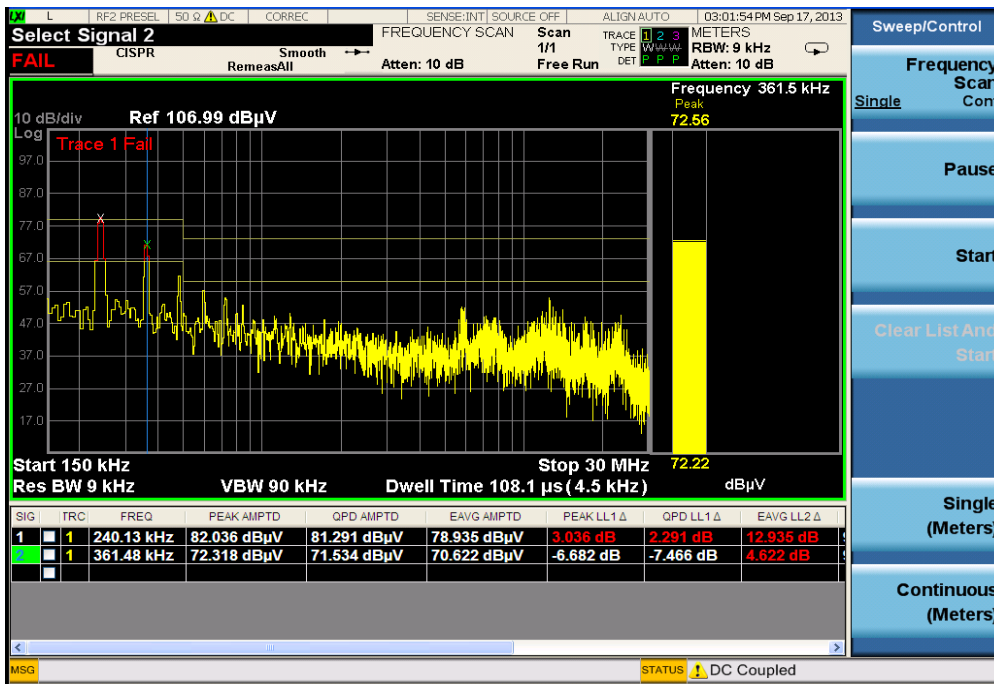 LXI L RF2 PRESEL 50 Ω DC CORREC SENSE:INT SOURCE OFF ALIGN AUTO 03:01:54 PM Sep 17, 2013
Select Signal 2
FREQUENCY SCAN
Scan
TRACE 1 2 3
METERS
FAIL
CISPR
Smooth
1/1
TYPE W W W
RBW: 9 kHz
RemeasAll
Atten: 10 dB
Free Run
DET P P P
Atten: 10 dB
Frequency 361.5 kHz
Peak
72.56
10 dB/div
Ref 106.99 dBµV
Log
Trace 1 Fail
97.0
87.0
77.0
67.0
57.0
47.0
37.0
27.0
17.0
Start 150 kHz
Stop 30 MHz
72.22
Res BW 9 kHz
VBW 90 kHz
Dwell Time 108.1 µs (4.5 kHz)
dBµV
SIG TRC FREQ PEAK AMPTD QPD AMPTD EAVG AMPTD PEAK LL1 Δ QPD LL1 Δ EAVG LL2 Δ
1 1 240.13 kHz 82.036 dBµV 81.291 dBµV 78.935 dBµV 3.036 dB 2.291 dB 12.935 dB
2 1 361.48 kHz 72.318 dBµV 71.534 dBµV 70.622 dBµV -6.682 dB -7.466 dB 4.622 dB
MSG
STATUS
DC Coupled
Sweep/Control
Frequency
Scan
Single Cont
Pause
Start
Clear List And
Start
Single
(Meters)
Continuous
(Meters)